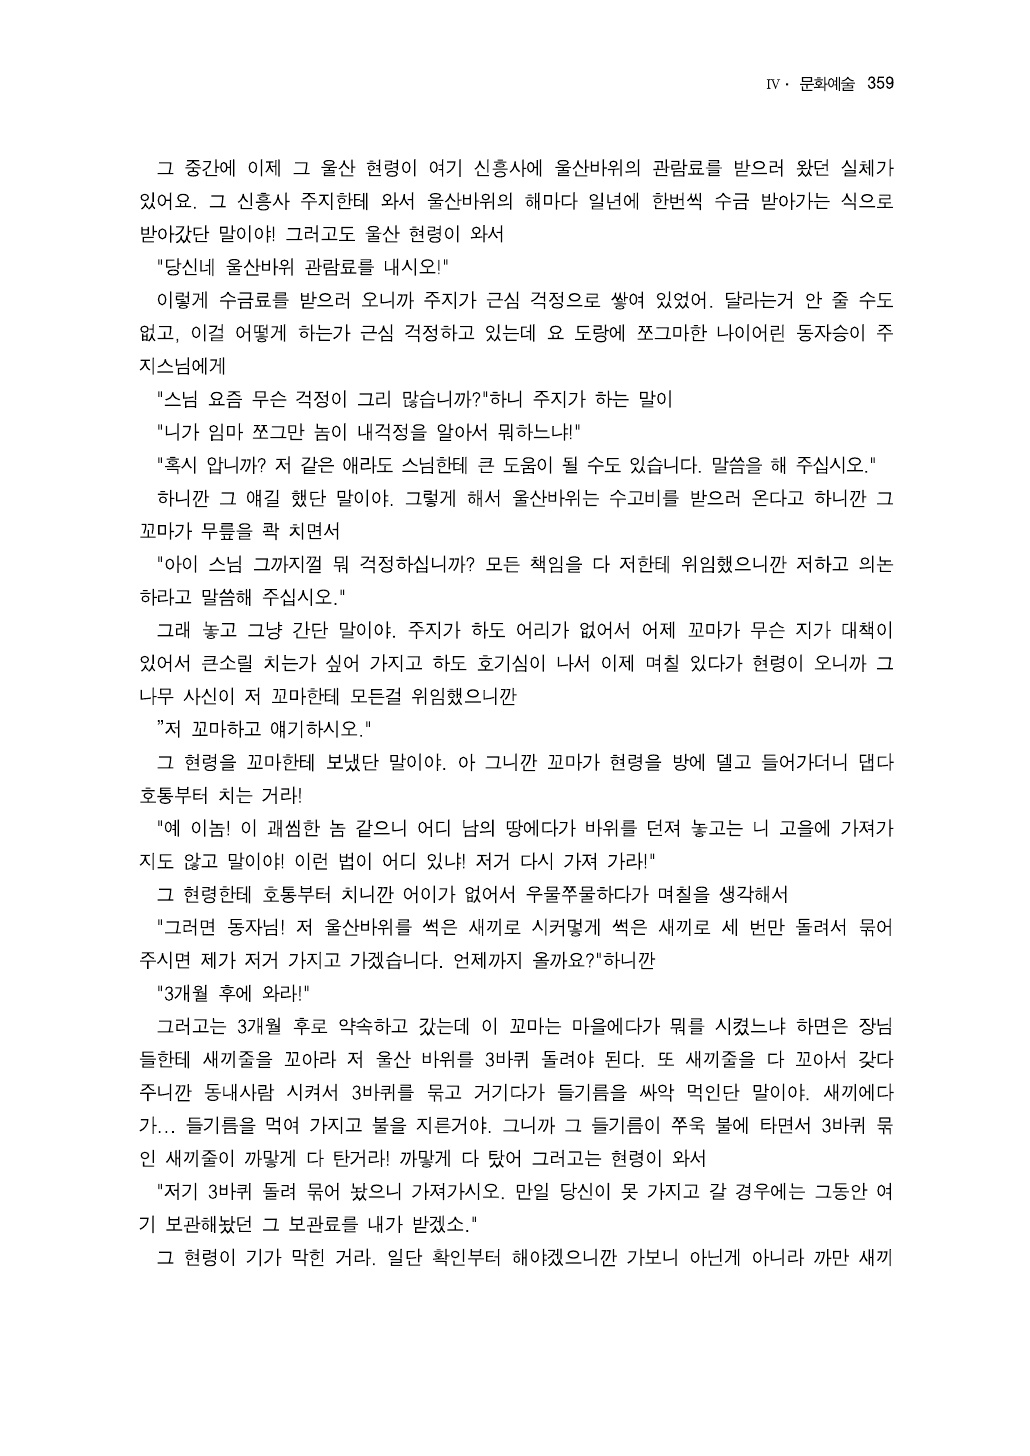 Ⅳ · 문화예술 359
그 중간에 이제 그 울산 현령이 여기 신흥사에 울산바위의 관람료를 받으러 왔던 실체가
있어요. 그 신흥사 주지한테 와서 울산바위의 해마다 일년에 한번씩 수금 받아가는 식으로
받아갔단 말이야! 그러고도 울산 현령이 와서
"당신네 울산바위 관람료를 내시오!"
이렇게 수금료를 받으러 오니까 주지가 근심 걱정으로 쌓여 있었어. 달라는거 안 줄 수도
없고, 이걸 어떻게 하는가 근심 걱정하고 있는데 요 도랑에 쪼그마한 나이어린 동자승이 주
지스님에게
"스님 요즘 무슨 걱정이 그리 많습니까?"하니 주지가 하는 말이
"니가 임마 쪼그만 놈이 내걱정을 알아서 뭐하느냐!"
"혹시 압니까? 저 같은 애라도 스님한테 큰 도움이 될 수도 있습니다. 말씀을 해 주십시오."
하니깐 그 얘길 했단 말이야. 그렇게 해서 울산바위는 수고비를 받으러 온다고 하니깐 그
꼬마가 무릎을 콱 치면서
"아이 스님 그까지껄 뭐 걱정하십니까? 모든 책임을 다 저한테 위임했으니깐 저하고 의논
하라고 말씀해 주십시오."
그래 놓고 그냥 간단 말이야. 주지가 하도 어리가 없어서 어제 꼬마가 무슨 지가 대책이
있어서 큰소릴 치는가 싶어 가지고 하도 호기심이 나서 이제 며칠 있다가 현령이 오니까 그
나무 사신이 저 꼬마한테 모든걸 위임했으니깐
”저 꼬마하고 얘기하시오."
그 현령을 꼬마한테 보냈단 말이야. 아 그니깐 꼬마가 현령을 방에 델고 들어가더니 댑다
호통부터 치는 거라!
"예 이놈! 이 괘씸한 놈 같으니 어디 남의 땅에다가 바위를 던져 놓고는 니 고을에 가져가
지도 않고 말이야! 이런 법이 어디 있냐! 저거 다시 가져 가라!"
그 현령한테 호통부터 치니깐 어이가 없어서 우물쭈물하다가 며칠을 생각해서
"그러면 동자님! 저 울산바위를 썩은 새끼로 시커멓게 썩은 새끼로 세 번만 돌려서 묶어
주시면 제가 저거 가지고 가겠습니다. 언제까지 올까요?"하니깐
"3개월 후에 와라!"
그러고는 3개월 후로 약속하고 갔는데 이 꼬마는 마을에다가 뭐를 시켰느냐 하면은 장님
들한테 새끼줄을 꼬아라 저 울산 바위를 3바퀴 돌려야 된다. 또 새끼줄을 다 꼬아서 갖다
주니깐 동내사람 시켜서 3바퀴를 묶고 거기다가 들기름을 싸악 먹인단 말이야. 새끼에다
가... 들기름을 먹여 가지고 불을 지른거야. 그니까 그 들기름이 쭈욱 불에 타면서 3바퀴 묶
인 새끼줄이 까맣게 다 탄거라! 까맣게 다 탔어 그러고는 현령이 와서
"저기 3바퀴 돌려 묶어 놨으니 가져가시오. 만일 당신이 못 가지고 갈 경우에는 그동안 여
기 보관해놨던 그 보관료를 내가 받겠소."
그 현령이 기가 막힌 거라. 일단 확인부터 해야겠으니깐 가보니 아닌게 아니라 까만 새끼